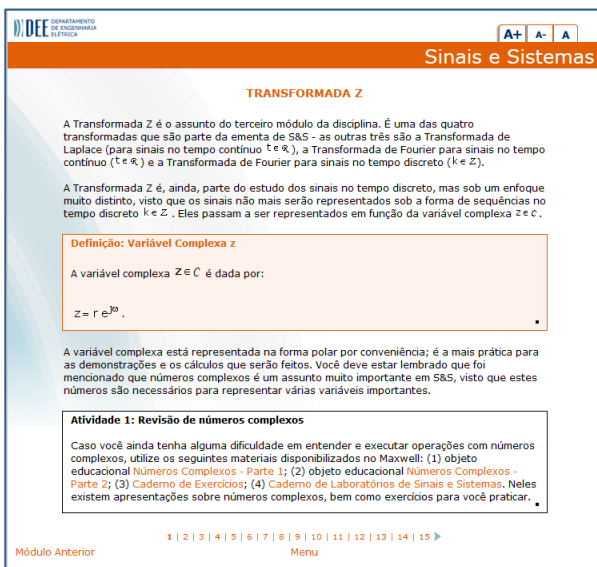 DEE DEPARTAMENTO
DE ENGENHARIA
ELÉTRICA
A+ A- A
Sinais e Sistemas
TRANSFORMADA Z
A Transformada Z é o assunto do terceiro módulo da disciplina. É uma das quatro
transformadas que são parte da ementa de S&S - as outras três são a Transformada de
Laplace (para sinais no tempo contínuo t ∈ ℜ), a Transformada de Fourier para sinais no tempo
contínuo (t ∈ ℜ) e a Transformada de Fourier para sinais no tempo discreto (k ∈ Z).
A Transformada Z é, ainda, parte do estudo dos sinais no tempo discreto, mas sob um enfoque
muito distinto, visto que os sinais não mais serão representados sob a forma de sequências no
tempo discreto k ∈ Z . Eles passam a ser representados em função da variável complexa z ∈ C .
Definição: Variável Complexa z
A variável complexa z ∈ C é dada por:
z = r e^jω .
A variável complexa está representada na forma polar por conveniência; é a mais prática para
as demonstrações e os cálculos que serão feitos. Você deve estar lembrado que foi
mencionado que números complexos é um assunto muito importante em S&S, visto que estes
números são necessários para representar várias variáveis importantes.
Atividade 1: Revisão de números complexos
Caso você ainda tenha alguma dificuldade em entender e executar operações com números
complexos, utilize os seguintes materiais disponibilizados no Maxwell: (1) objeto
educacional Números Complexos - Parte 1; (2) objeto educacional Números Complexos -
Parte 2; (3) Caderno de Exercícios; (4) Caderno de Laboratórios de Sinais e Sistemas. Neles
existem apresentações sobre números complexos, bem como exercícios para você praticar.
1 | 2 | 3 | 4 | 5 | 6 | 7 | 8 | 9 | 10 | 11 | 12 | 13 | 14 | 15
Módulo Anterior
Menu